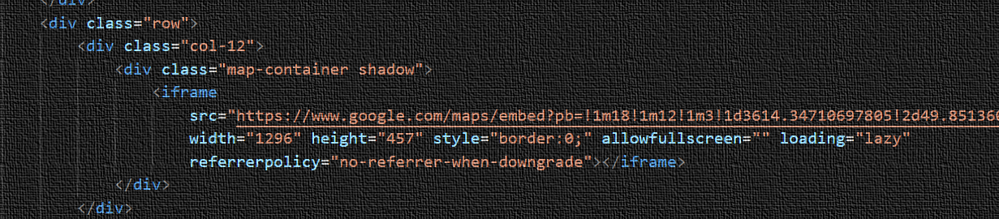 </div>
<div class="row">
<div class="col-12">
<div class="map-container shadow">
<iframe
src="https://www.google.com/maps/embed?pb=!1m18!1m12!1m3!1d3614.34710697805!2d49.851360
width="1296" height="457" style="border:0;" allowfullscreen="" loading="lazy"
referrerpolicy="no-referrer-when-downgrade"></iframe>
</div>
</div>